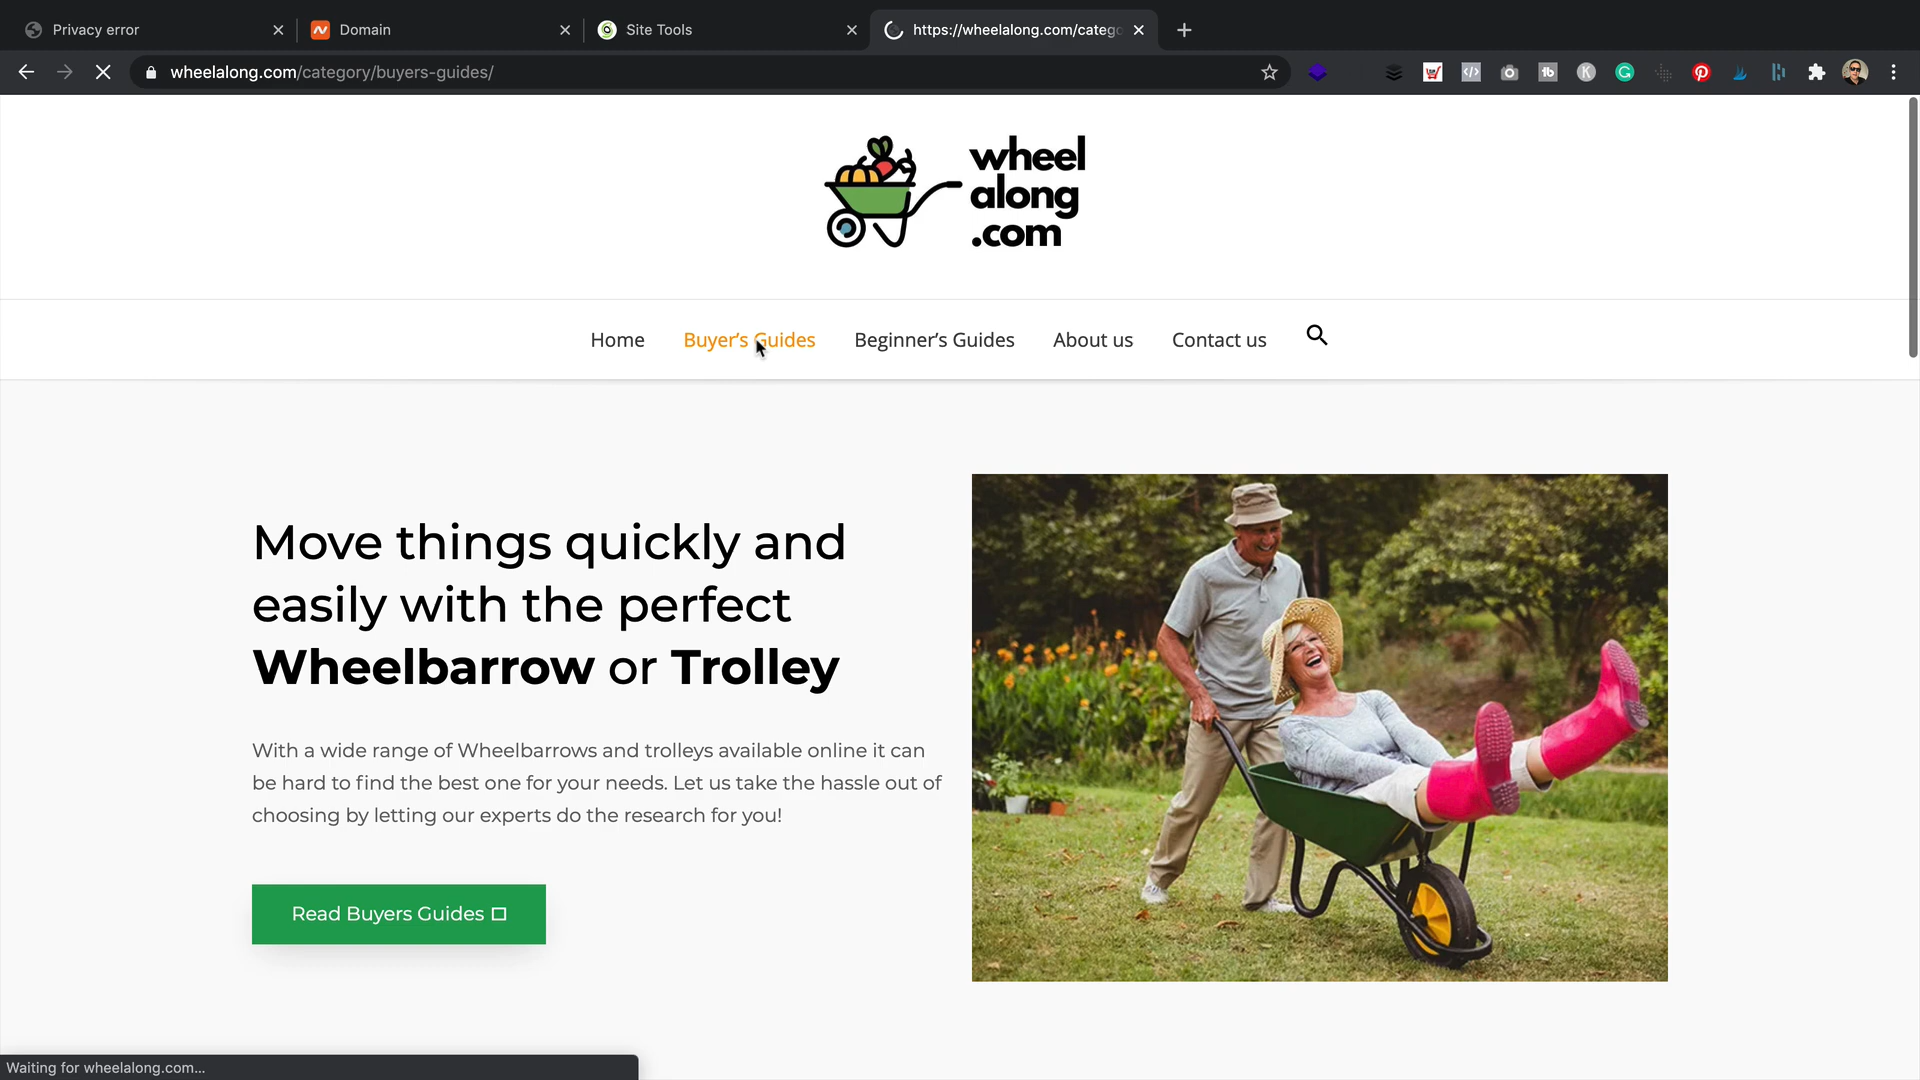 Privacy error
Domain
Site Tools
https://wheelalong.com/catego
wheelalong.com/category/buyers-guides/
wheel
along
.com
Home
Buyer’s Guides
Beginner’s Guides
About us
Contact us
Move things quickly and
easily with the perfect
Wheelbarrow or Trolley
With a wide range of Wheelbarrows and trolleys available online it can
be hard to find the best one for your needs. Let us take the hassle out of
choosing by letting our experts do the research for you!
Read Buyers Guides
Waiting for wheelalong.com...